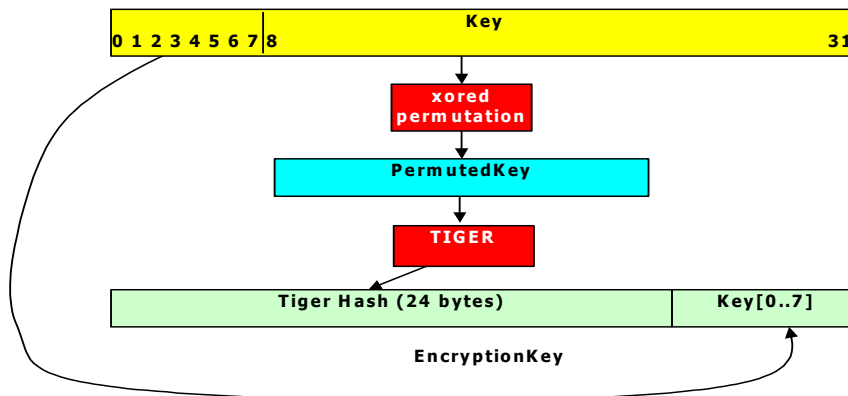 Key
0 1 2 3 4 5 6 7 8 31
xored
permutation
PermutedKey
TIGER
Tiger Hash (24 bytes) Key[0..7]
EncryptionKey